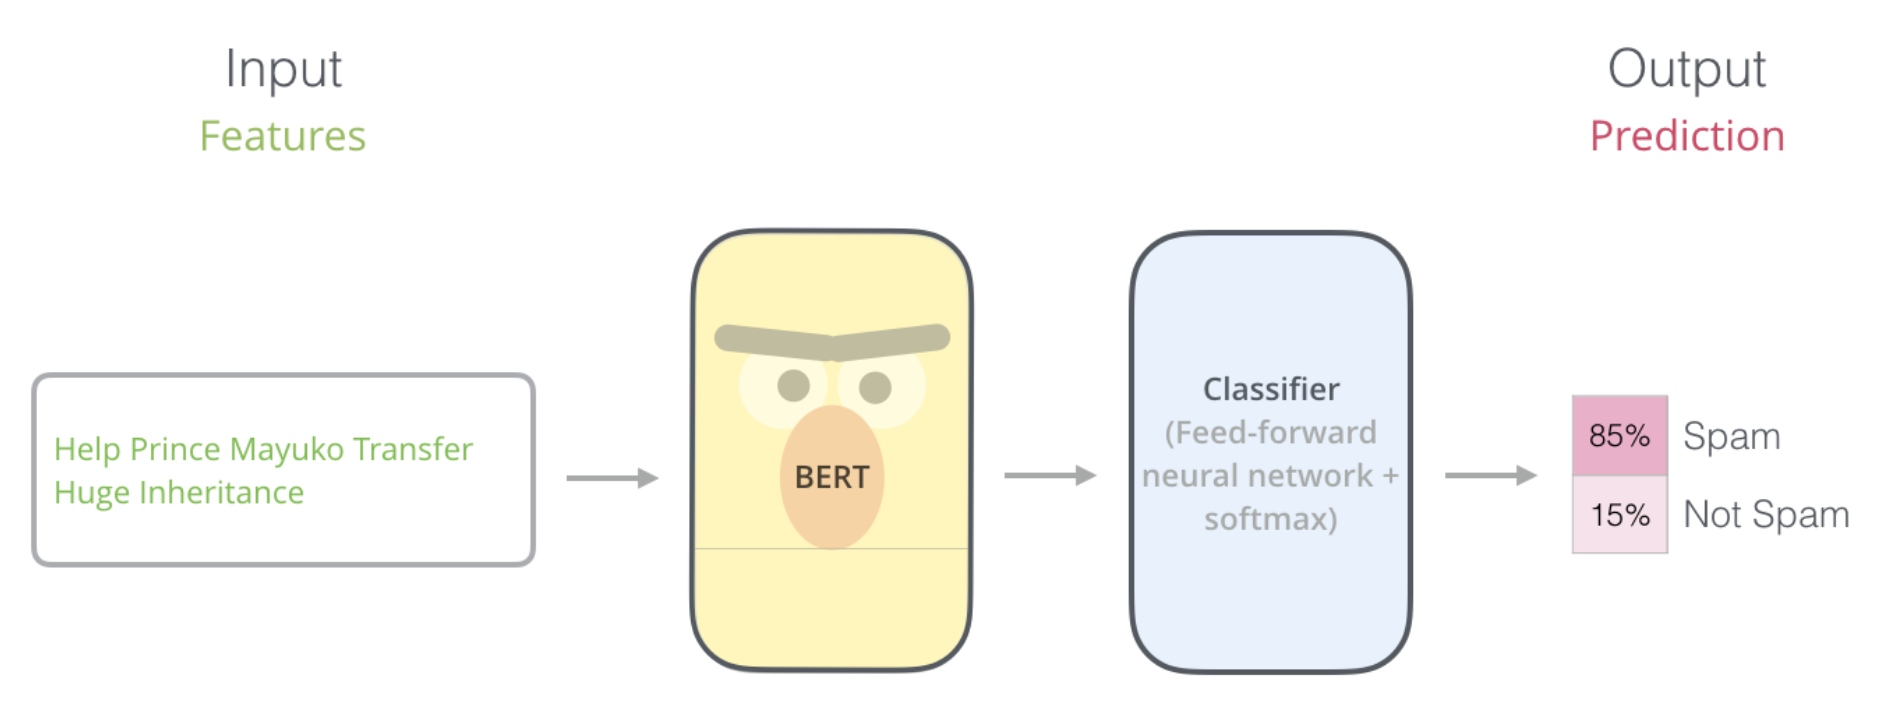 Input
Features
Output
Prediction
Help Prince Mayuko Transfer
Huge Inheritance
BERT
Classifier
(Feed-forward
neural network +
softmax)
85% Spam
15% Not Spam